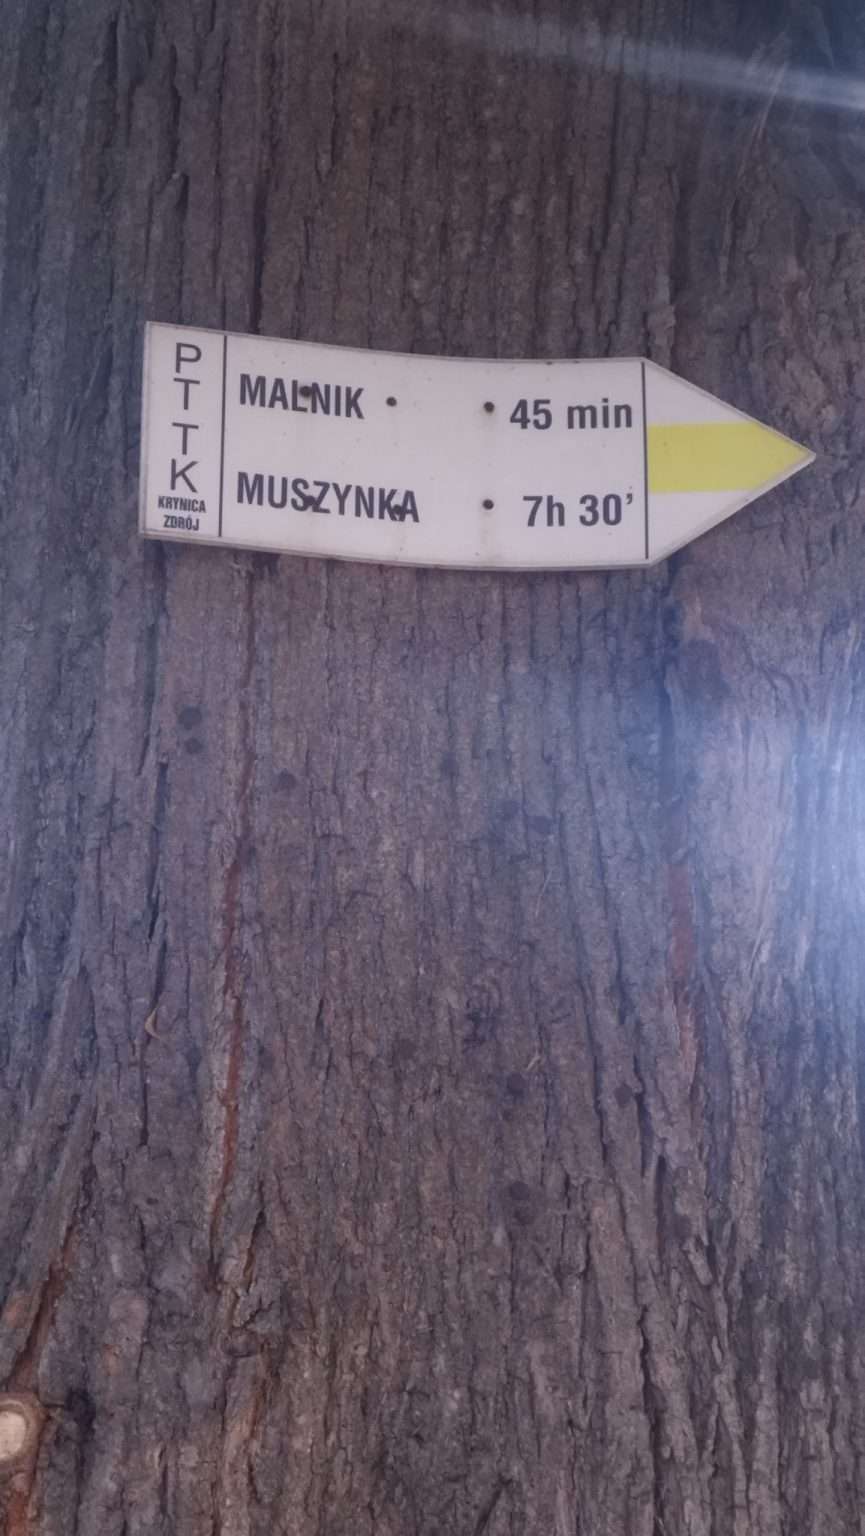 PTTK
KRYNICA
ZDRÓJ
MALNIK 45 min
MUSZYNKA 7h 30'